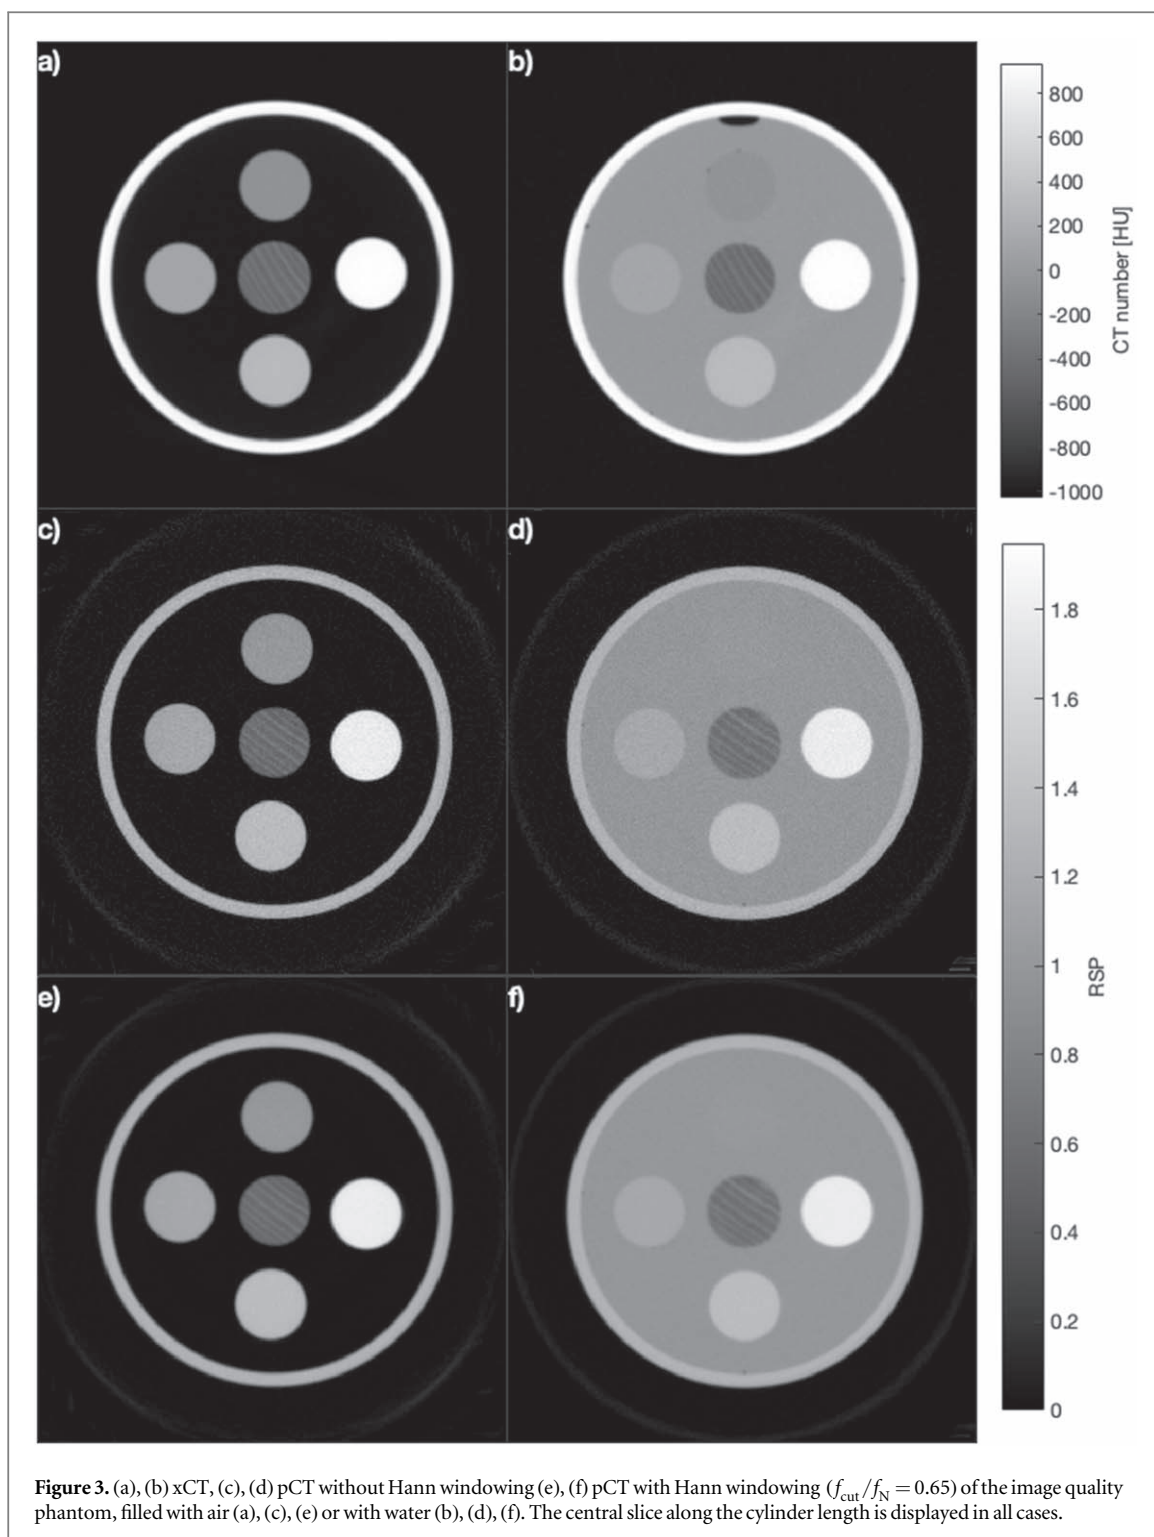 a)
b)
800
600
400
200
0
-200
-400
-600
-800
-1000
CT number [HU]
c)
d)
1.8
1.6
1.4
1.2
1
0.8
0.6
0.4
0.2
0
RSP
e)
f)
Figure 3. (a), (b) xCT, (c), (d) pCT without Hann windowing (e), (f) pCT with Hann windowing (f_cut/f_N = 0.65) of the image quality
phantom, filled with air (a), (c), (e) or with water (b), (d), (f). The central slice along the cylinder length is displayed in all cases.